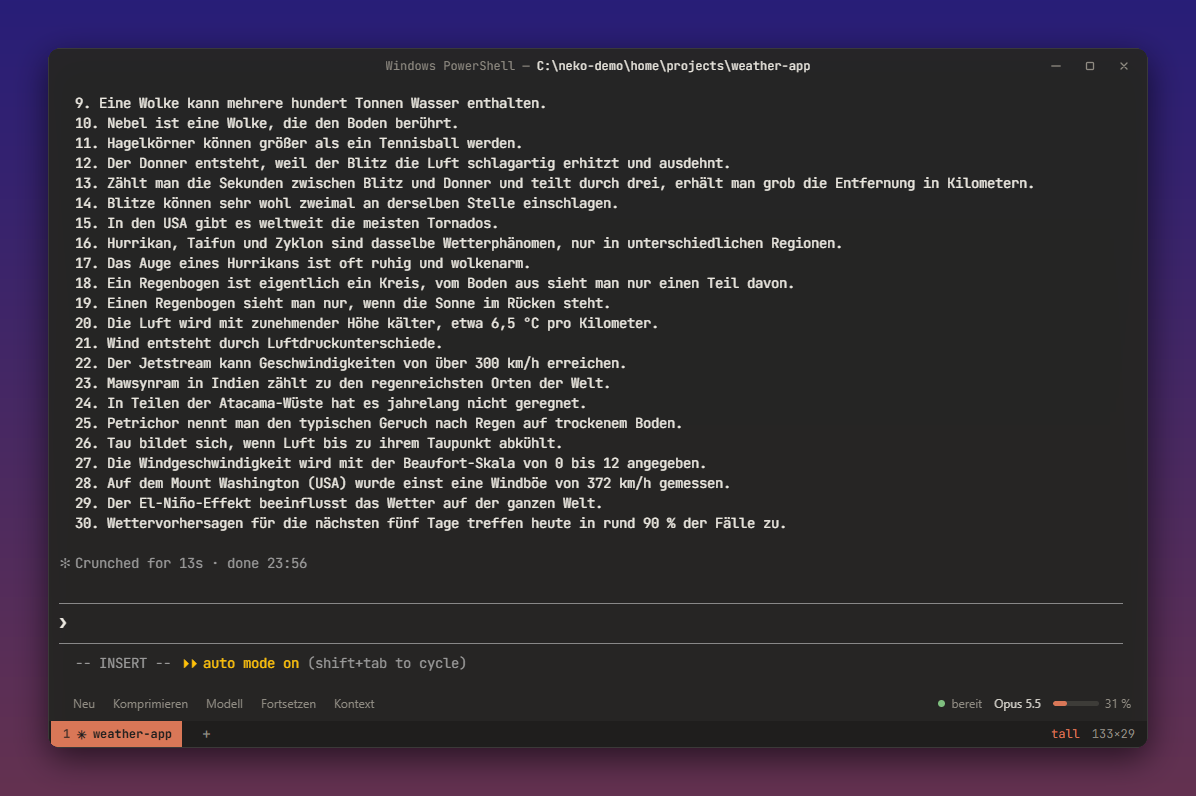 Windows PowerShell — C:\neko-demo\home\projects\weather-app
9. Eine Wolke kann mehrere hundert Tonnen Wasser enthalten.
10. Nebel ist eine Wolke, die den Boden berührt.
11. Hagelkörner können größer als ein Tennisball werden.
12. Der Donner entsteht, weil der Blitz die Luft schlagartig erhitzt und ausdehnt.
13. Zählt man die Sekunden zwischen Blitz und Donner und teilt durch drei, erhält man grob die Entfernung in Kilometern.
14. Blitze können sehr wohl zweimal an derselben Stelle einschlagen.
15. In den USA gibt es weltweit die meisten Tornados.
16. Hurrikan, Taifun und Zyklon sind dasselbe Wetterphänomen, nur in unterschiedlichen Regionen.
17. Das Auge eines Hurrikans ist oft ruhig und wolkenarm.
18. Ein Regenbogen ist eigentlich ein Kreis, vom Boden aus sieht man nur einen Teil davon.
19. Einen Regenbogen sieht man nur, wenn die Sonne im Rücken steht.
20. Die Luft wird mit zunehmender Höhe kälter, etwa 6,5 °C pro Kilometer.
21. Wind entsteht durch Luftdruckunterschiede.
22. Der Jetstream kann Geschwindigkeiten von über 300 km/h erreichen.
23. Mawsynram in Indien zählt zu den regenreichsten Orten der Welt.
24. In Teilen der Atacama-Wüste hat es jahrelang nicht geregnet.
25. Petrichor nennt man den typischen Geruch nach Regen auf trockenem Boden.
26. Tau bildet sich, wenn Luft bis zu ihrem Taupunkt abkühlt.
27. Die Windgeschwindigkeit wird mit der Beaufort-Skala von 0 bis 12 angegeben.
28. Auf dem Mount Washington (USA) wurde einst eine Windböe von 372 km/h gemessen.
29. Der El-Niño-Effekt beeinflusst das Wetter auf der ganzen Welt.
30. Wettervorhersagen für die nächsten fünf Tage treffen heute in rund 90 % der Fälle zu.
✻ Crunched for 13s · done 23:56
❯
-- INSERT -- ⏵⏵ auto mode on (shift+tab to cycle)
Neu Komprimieren Modell Fortsetzen Kontext ● bereit Opus 5.5 31 %
1 ✳ weather-app + tall 133×29